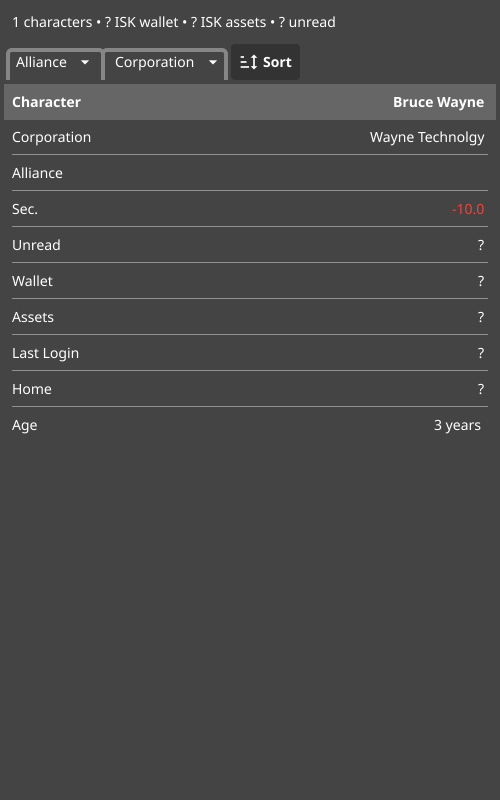 1 characters • ? ISK wallet • ? ISK assets • ? unread
Alliance Corporation Sort
Character Bruce Wayne
Corporation Wayne Technolgy
Alliance
Sec. -10.0
Unread ?
Wallet ?
Assets ?
Last Login ?
Home ?
Age 3 years